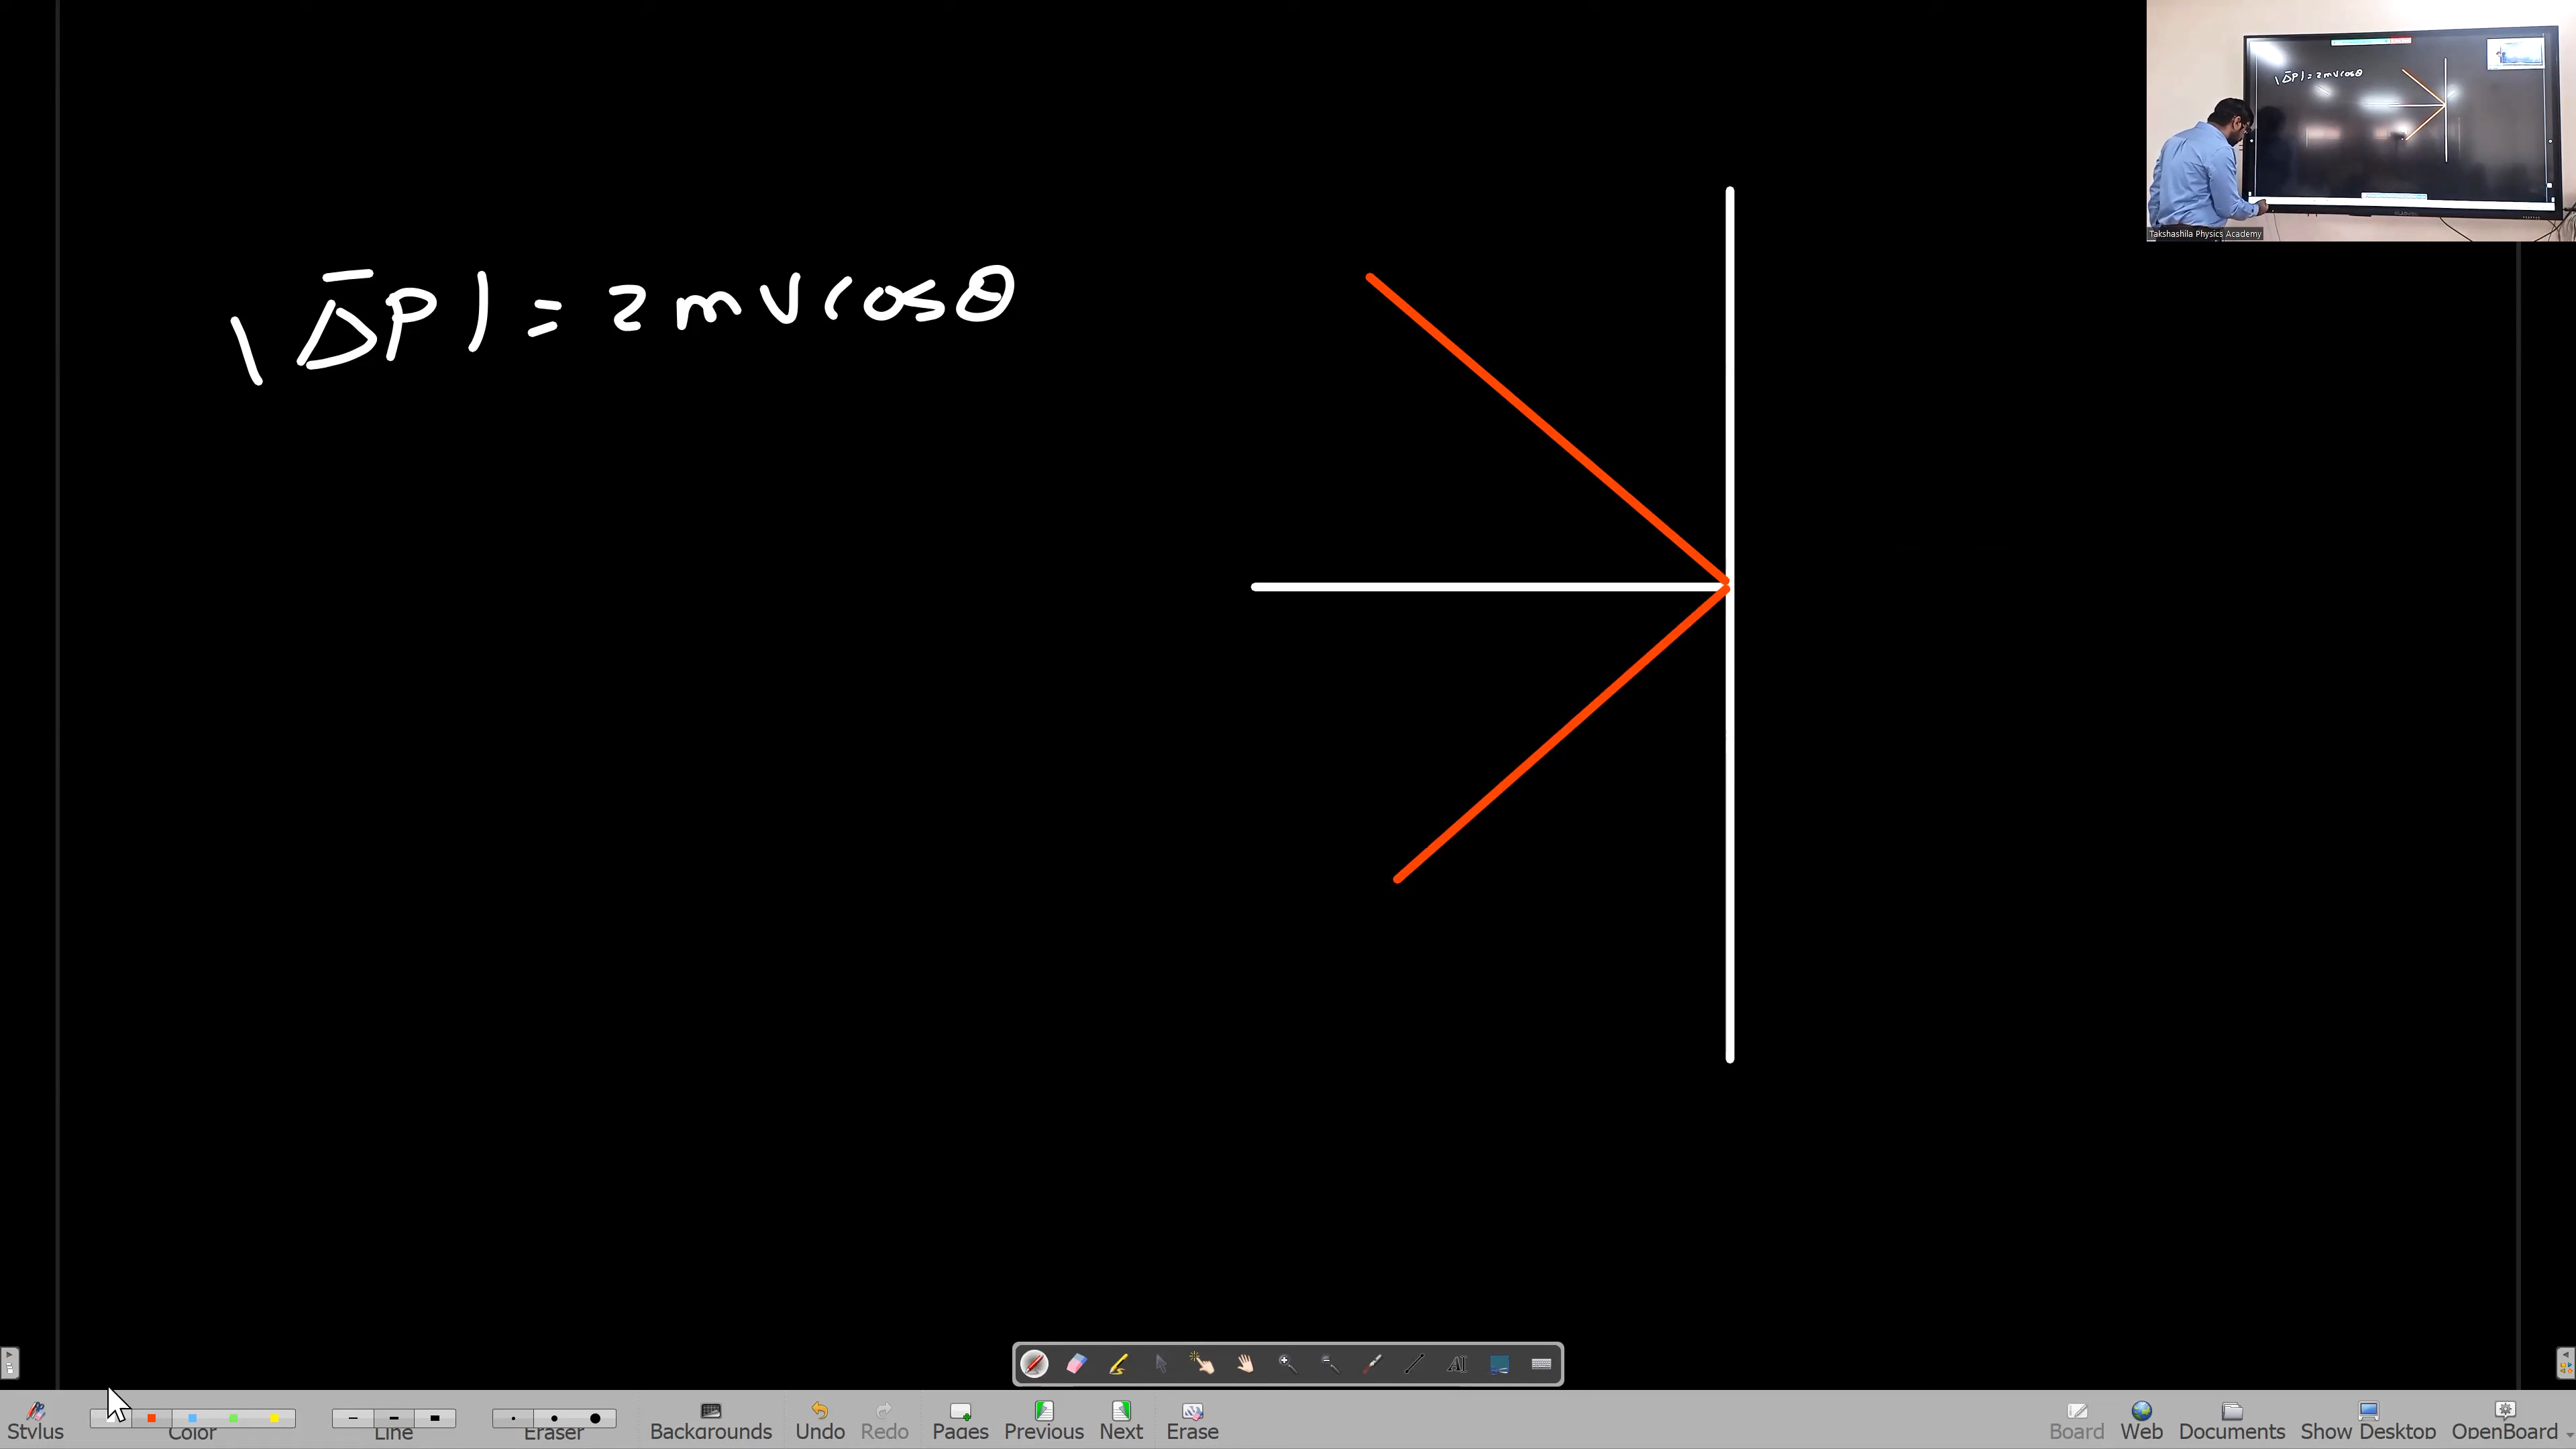 |Δ̅P| = 2mvcosθ
|Δ̅P| = 2mvcosθ
Takshashila Physics Academy
Stylus
Color
Line
Eraser
Backgrounds
Undo
Redo
Pages
Previous
Next
Erase
Board
Web
Documents
Show Desktop
OpenBoard